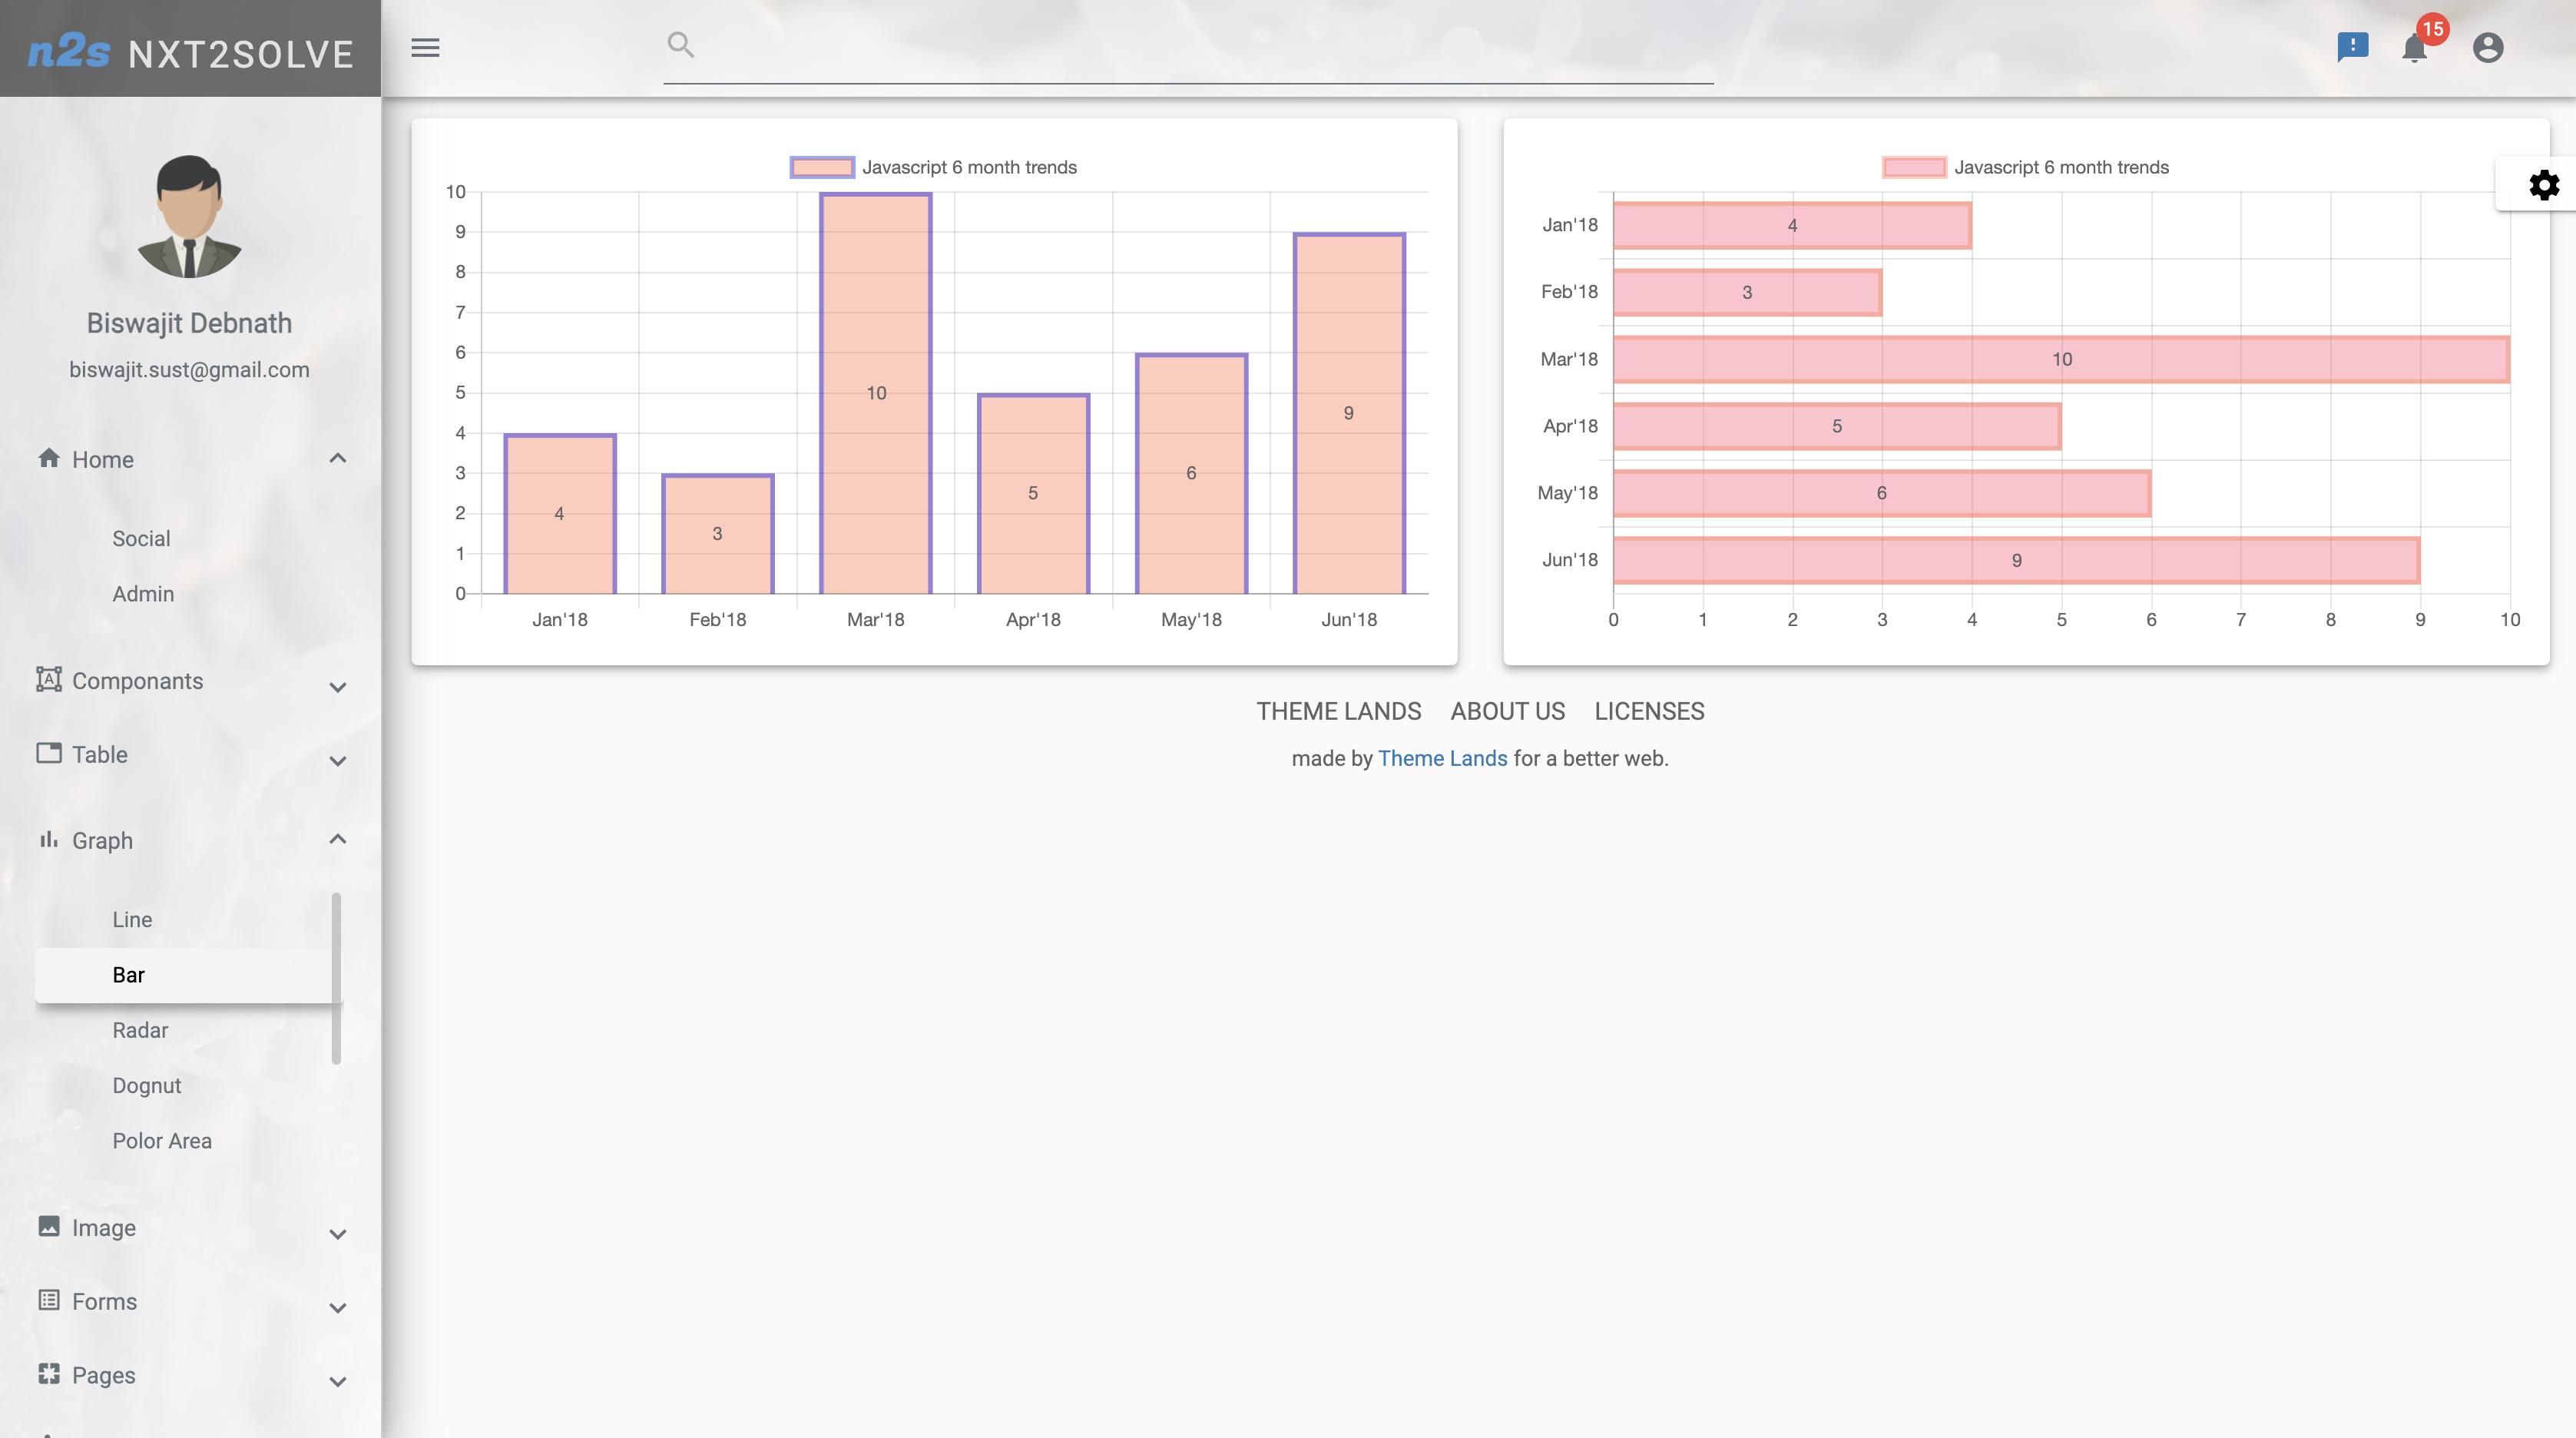 n2s NXT2SOLVE
15
Biswajit Debnath
biswajit.sust@gmail.com
Home
Social
Admin
Componants
Table
Graph
Line
Bar
Radar
Dognut
Polor Area
Image
Forms
Pages
Javascript 6 month trends
10
9
8
7
6
5
4
3
2
1
0
4
3
10
5
6
9
Jan'18 Feb'18 Mar'18 Apr'18 May'18 Jun'18
Javascript 6 month trends
Jan'18 4
Feb'18 3
Mar'18 10
Apr'18 5
May'18 6
Jun'18 9
0 1 2 3 4 5 6 7 8 9 10
THEME LANDS ABOUT US LICENSES
made by Theme Lands for a better web.